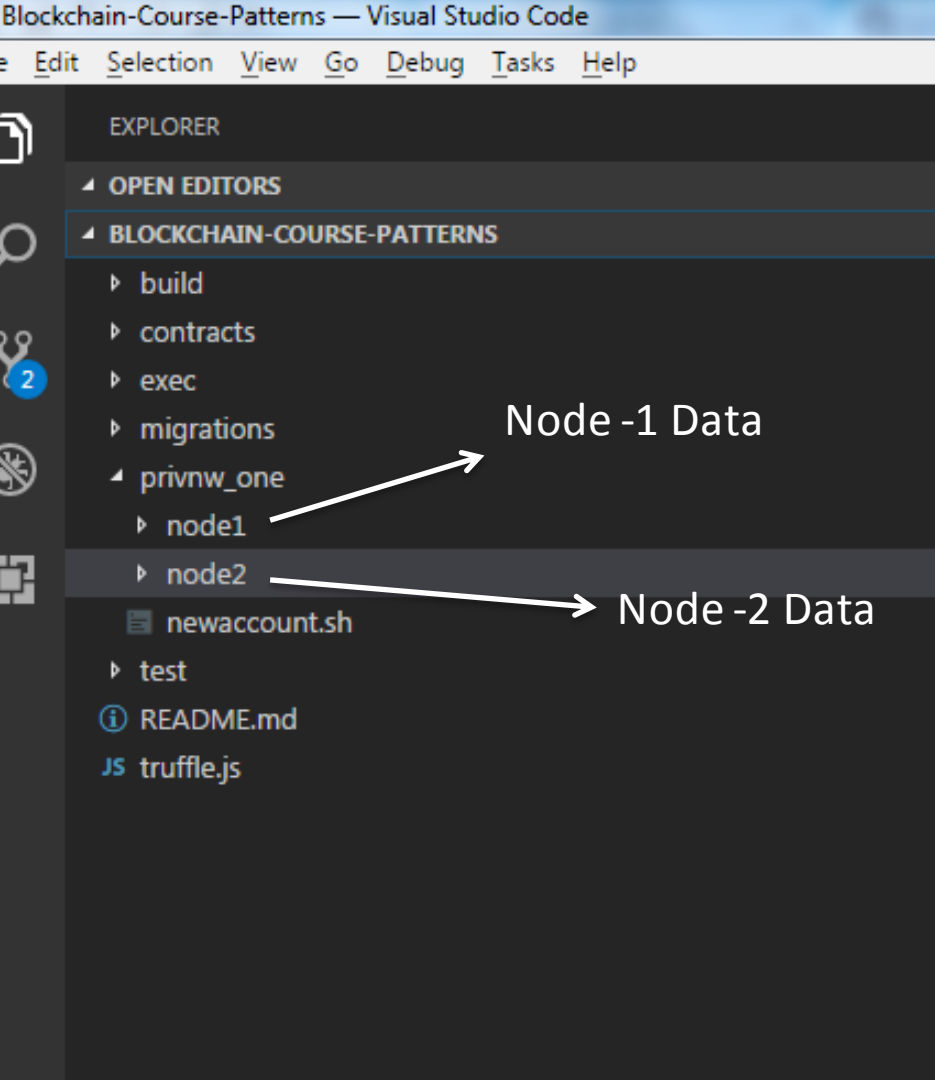 Blockchain-Course-Patterns — Visual Studio Code
e Edit Selection View Go Debug Tasks Help
EXPLORER
OPEN EDITORS
BLOCKCHAIN-COURSE-PATTERNS
build
contracts
exec
2
migrations
Node -1 Data
privnw_one
node1
node2
Node -2 Data
newaccount.sh
test
README.md
JS truffle.js